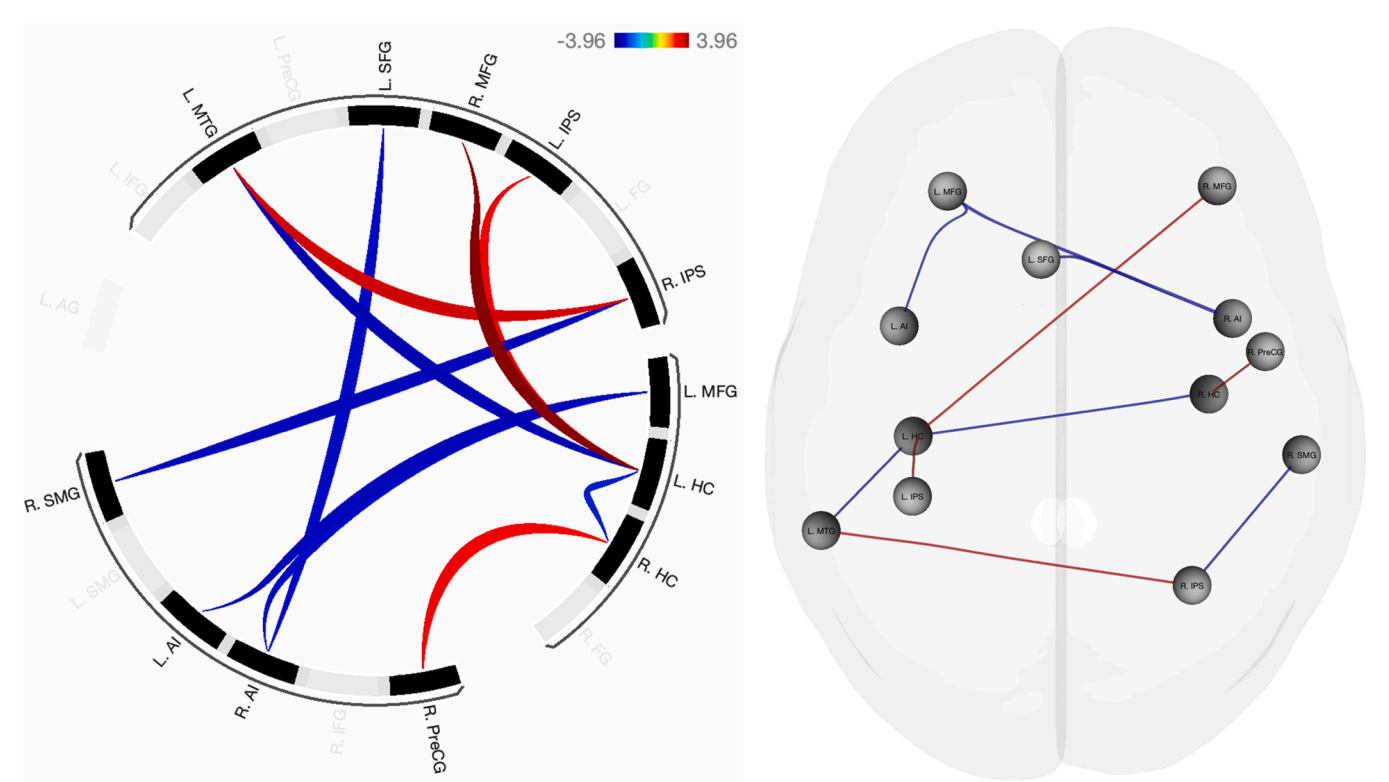 -3.96 3.96
L. PreCG
L. SFG
R. MFG
L. IPS
L. MTG
L. IFG
L. FG
R. IPS
L. AG
L. MFG
L. HC
R. SMG
R. HC
L. SMG
R. FG
L. AI
R. AI
R. IFG
R. PreCG
L. MFG
R. MFG
L. SFG
L. AI
R. AI
R. PreCG
R. HC
L. HC
R. SMG
L. IPS
L. MTG
R. IPS